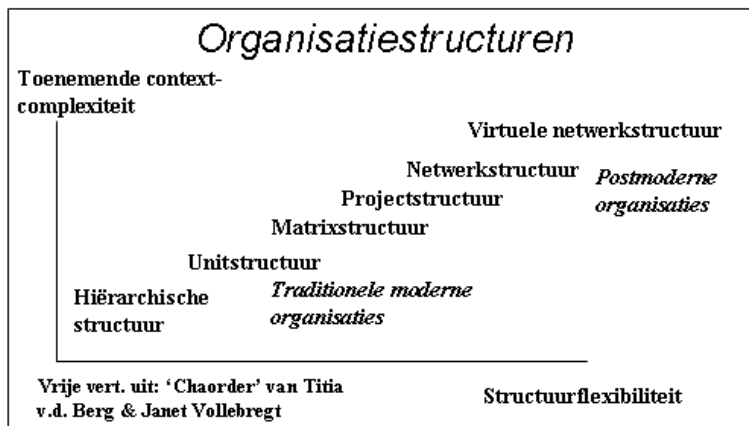 Organisatiestructuren
Toenemende context-
complexiteit
Virtuele netwerkstructuur
Netwerkstructuur
Postmoderne
organisaties
Projectstructuur
Matrixstructuur
Unitstructuur
Hiërarchische
structuur
Traditionele moderne
organisaties
Vrije vert. uit: ‘Chaorder’ van Titia
v.d. Berg & Janet Vollebregt
Structuurflexibiliteit